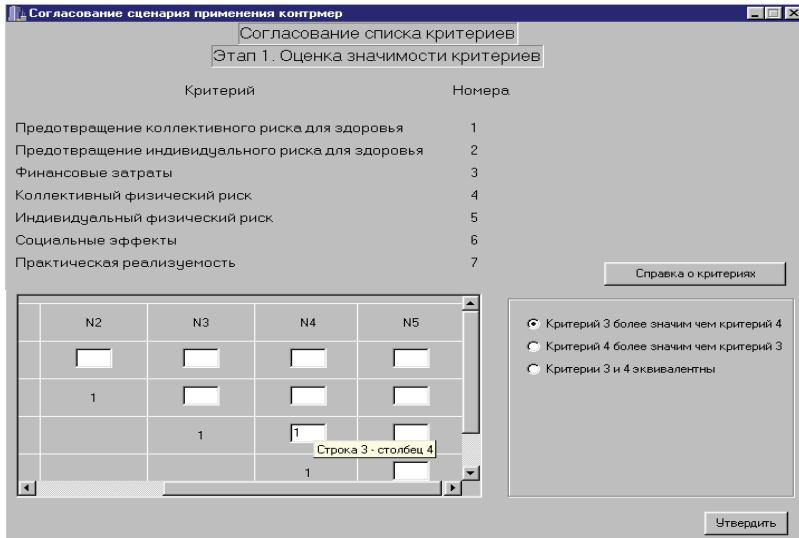 Согласование сценария применения контрмер
Согласование списка критериев
Этап 1. Оценка значимости критериев
Критерий Номера
Предотвращение коллективного риска для здоровья 1
Предотвращение индивидуального риска для здоровья 2
Финансовые затраты 3
Коллективный физический риск 4
Индивидуальный физический риск 5
Социальные эффекты 6
Практическая реализуемость 7
Справка о критериях
N2 N3 N4 N5
1
1 1
Строка 3 - столбец 4
1
Критерий 3 более значим чем критерий 4
Критерий 4 более значим чем критерий 3
Критерии 3 и 4 эквивалентны
Утвердить